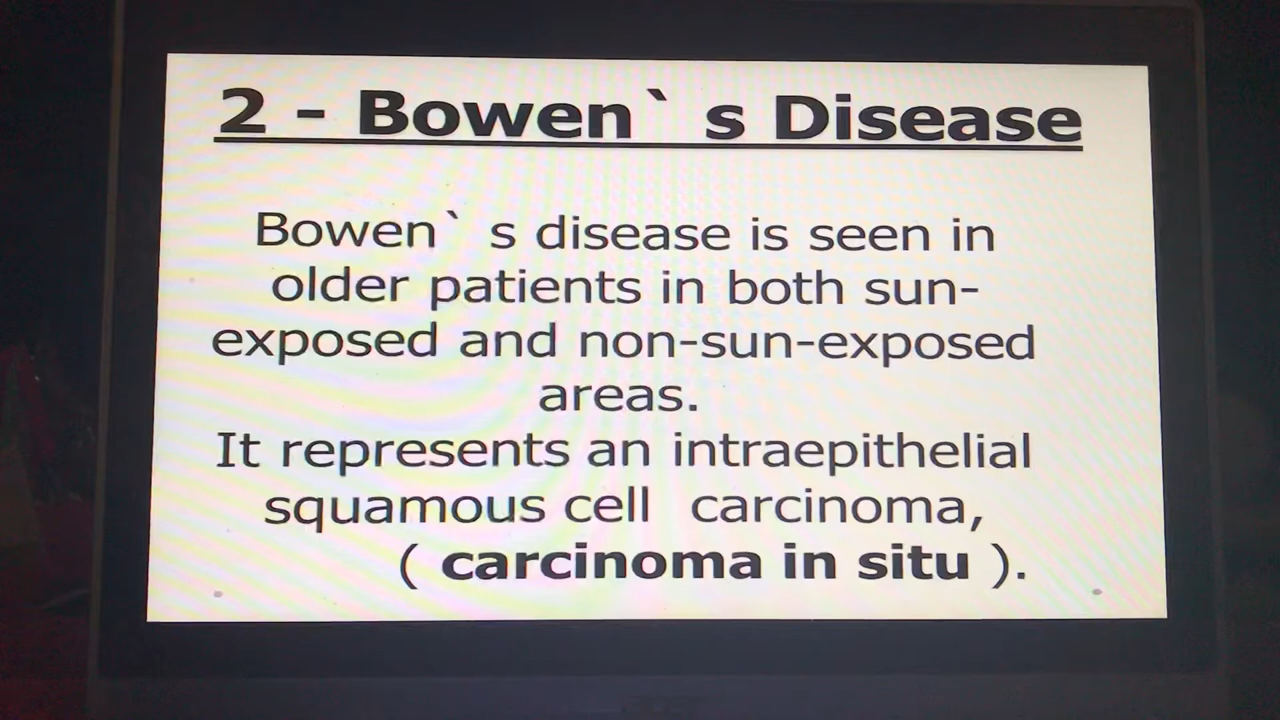 2 - Bowen` s Disease
Bowen` s disease is seen in
older patients in both sun-
exposed and non-sun-exposed
areas.
It represents an intraepithelial
squamous cell  carcinoma,
( carcinoma in situ ).